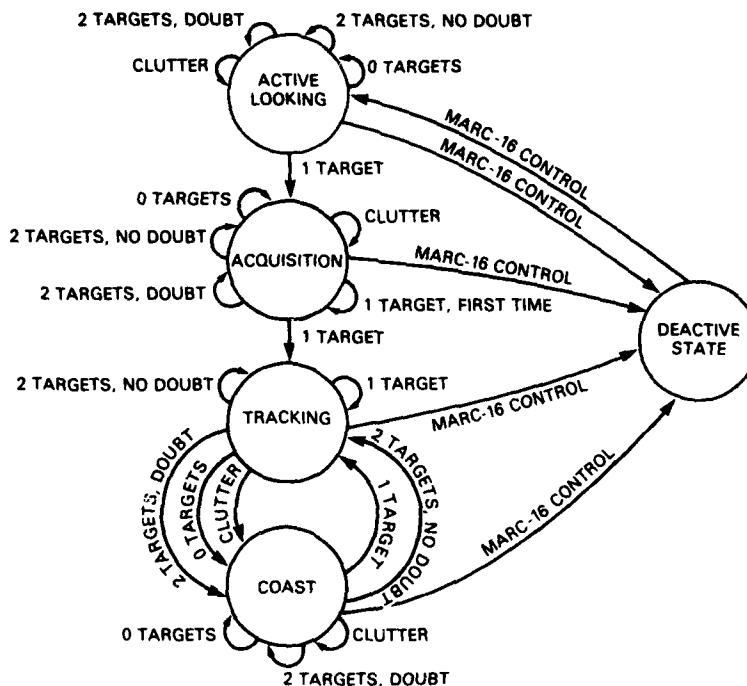 2 TARGETS, DOUBT
2 TARGETS, NO DOUBT
CLUTTER
0 TARGETS
ACTIVE
LOOKING
MARC-16 CONTROL
MARC-16 CONTROL
1 TARGET
0 TARGETS
CLUTTER
2 TARGETS, NO DOUBT
ACQUISITION
MARC-16 CONTROL
2 TARGETS, DOUBT
1 TARGET, FIRST TIME
DEACTIVE
STATE
1 TARGET
2 TARGETS, NO DOUBT
1 TARGET
TRACKING
MARC-16 CONTROL
2 TARGETS, DOUBT
0 TARGETS
CLUTTER
1 TARGET
2 TARGETS, NO DOUBT
MARC-16 CONTROL
COAST
0 TARGETS
CLUTTER
2 TARGETS, DOUBT